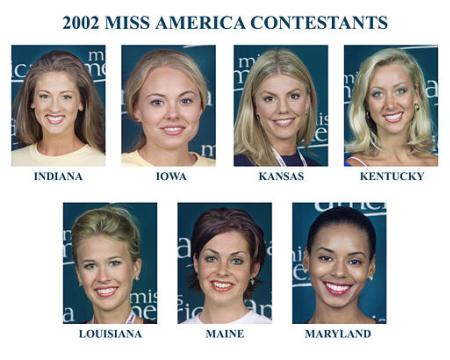 2002 MISS AMERICA CONTESTANTS
INDIANA
IOWA
KANSAS
KENTUCKY
LOUISIANA
MAINE
MARYLAND